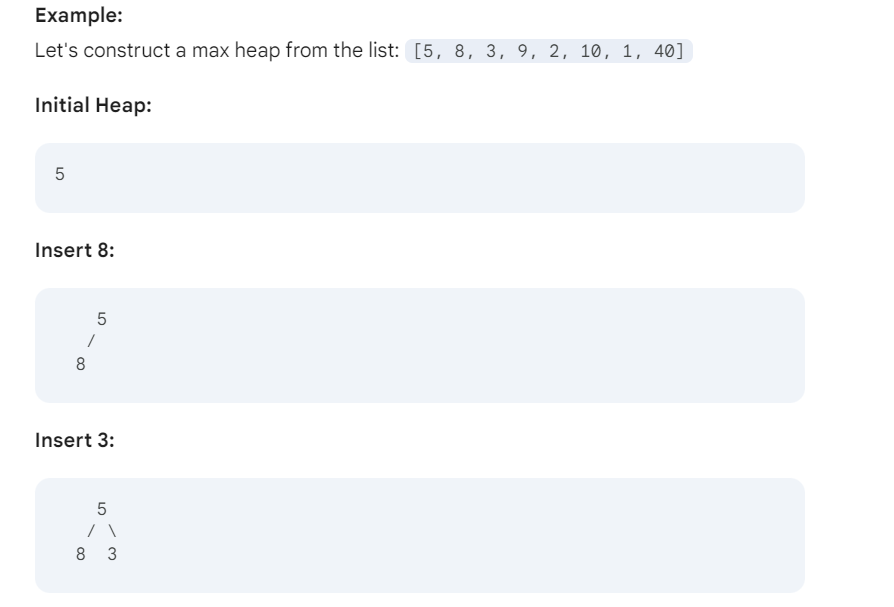 Example:
Let's construct a max heap from the list: [5, 8, 3, 9, 2, 10, 1, 40]
Initial Heap:
5
Insert 8:
5
/
8
Insert 3:
5
/ \
8 3